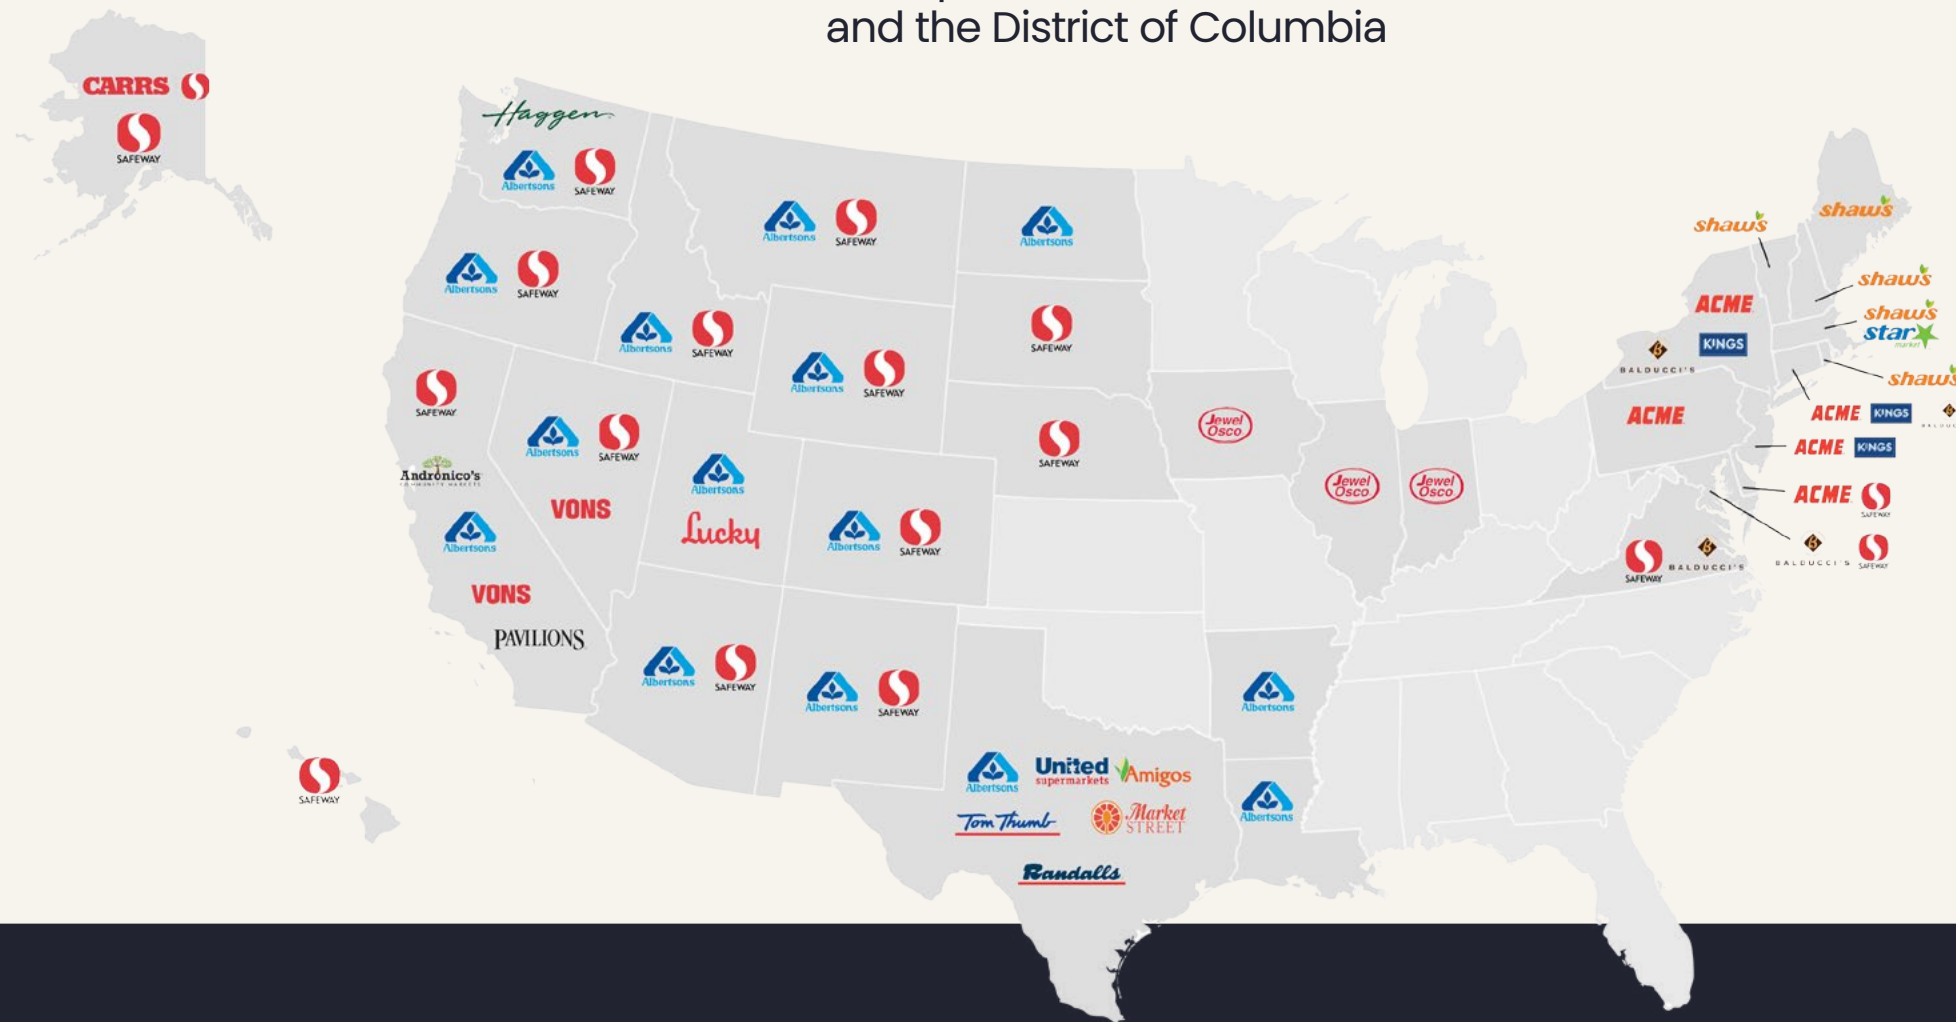 and the District of Columbia
CARRS
SAFEWAY
Haggen
Albertsons SAFEWAY
Albertsons SAFEWAY
Albertsons SAFEWAY
Albertsons
Albertsons SAFEWAY
SAFEWAY
Albertsons SAFEWAY
SAFEWAY
Albertsons SAFEWAY
SAFEWAY
Andronico's
COMMUNITY MARKETS
Albertsons
VONS
PAVILIONS
VONS
Albertsons
Lucky
Albertsons SAFEWAY
Albertsons SAFEWAY
Albertsons SAFEWAY
SAFEWAY
Jewel
Osco
Jewel
Osco
Jewel
Osco
Albertsons
Albertsons
Albertsons
United
supermarkets
Amigos
Tom Thumb
Market
STREET
Randalls
shaw's
shaw's
shaw's
shaw's
star
market
shaw's
ACME
KINGS
BALDUCCI'S
ACME
ACME KINGS
ACME KINGS
ACME
SAFEWAY
SAFEWAY
BALDUCCI'S
BALDUCCI'S
SAFEWAY